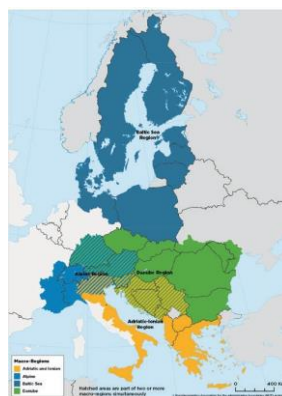 Baltic Sea
Region
Alpine Region
Danube Region
Adriatic-Ionian
Region
Macro-Regions
Adriatic and Ionian
Alpine
Baltic Sea
Danube
Hatched areas are part of two or more
macro-regions simultaneously